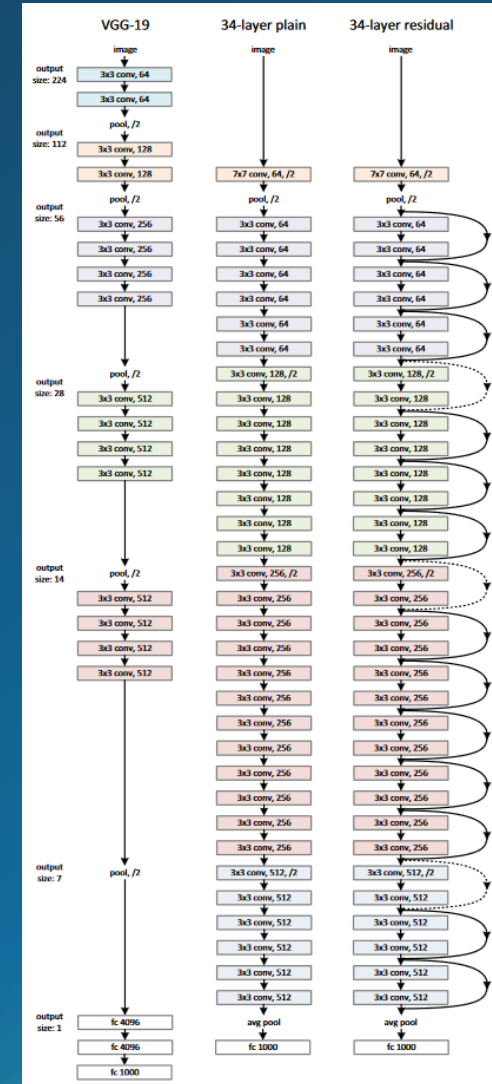 output
size: 224
output
size: 112
output
size: 56
output
size: 28
output
size: 14
output
size: 7
output
size: 1
VGG-19
image
3x3 conv, 64
3x3 conv, 64
pool, /2
3x3 conv, 128
3x3 conv, 128
pool, /2
3x3 conv, 256
3x3 conv, 256
3x3 conv, 256
3x3 conv, 256
pool, /2
3x3 conv, 512
3x3 conv, 512
3x3 conv, 512
3x3 conv, 512
pool, /2
3x3 conv, 512
3x3 conv, 512
3x3 conv, 512
3x3 conv, 512
pool, /2
fc 4096
fc 4096
fc 1000
34-layer plain
image
7x7 conv, 64, /2
pool, /2
3x3 conv, 64
3x3 conv, 64
3x3 conv, 64
3x3 conv, 64
3x3 conv, 64
3x3 conv, 64
3x3 conv, 128, /2
3x3 conv, 128
3x3 conv, 128
3x3 conv, 128
3x3 conv, 128
3x3 conv, 128
3x3 conv, 128
3x3 conv, 128
3x3 conv, 256, /2
3x3 conv, 256
3x3 conv, 256
3x3 conv, 256
3x3 conv, 256
3x3 conv, 256
3x3 conv, 256
3x3 conv, 256
3x3 conv, 256
3x3 conv, 256
3x3 conv, 256
3x3 conv, 256
3x3 conv, 512, /2
3x3 conv, 512
3x3 conv, 512
3x3 conv, 512
3x3 conv, 512
3x3 conv, 512
avg pool
fc 1000
34-layer residual
image
7x7 conv, 64, /2
pool, /2
3x3 conv, 64
3x3 conv, 64
3x3 conv, 64
3x3 conv, 64
3x3 conv, 64
3x3 conv, 64
3x3 conv, 128, /2
3x3 conv, 128
3x3 conv, 128
3x3 conv, 128
3x3 conv, 128
3x3 conv, 128
3x3 conv, 128
3x3 conv, 128
3x3 conv, 256, /2
3x3 conv, 256
3x3 conv, 256
3x3 conv, 256
3x3 conv, 256
3x3 conv, 256
3x3 conv, 256
3x3 conv, 256
3x3 conv, 256
3x3 conv, 256
3x3 conv, 256
3x3 conv, 256
3x3 conv, 512, /2
3x3 conv, 512
3x3 conv, 512
3x3 conv, 512
3x3 conv, 512
3x3 conv, 512
avg pool
fc 1000